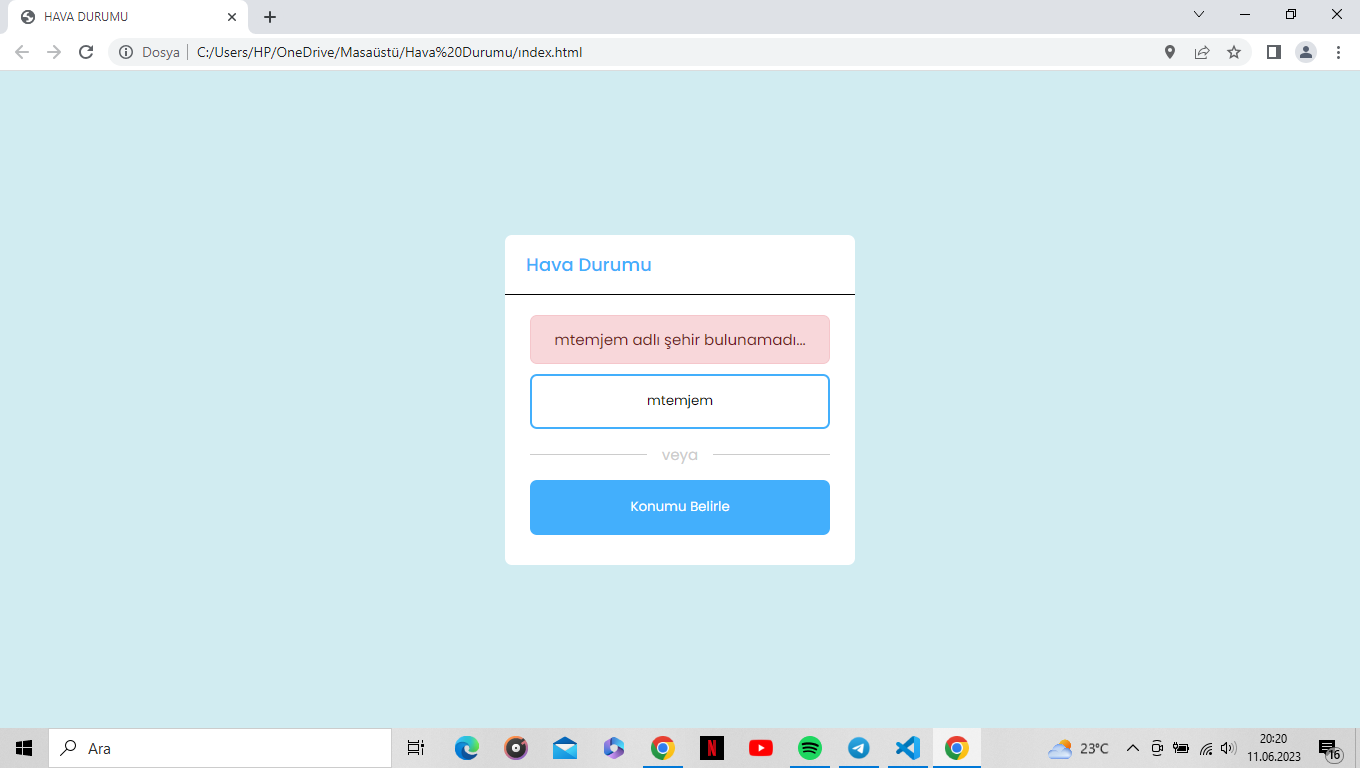 HAVA DURUMU
Dosya
C:/Users/HP/OneDrive/Masaüstü/Hava%20Durumu/ındex.html
Hava Durumu
mtemjem adlı şehir bulunamadı...
mtemjem
veya
Konumu Belirle
Ara
N
23°C
20:20
11.06.2023
16